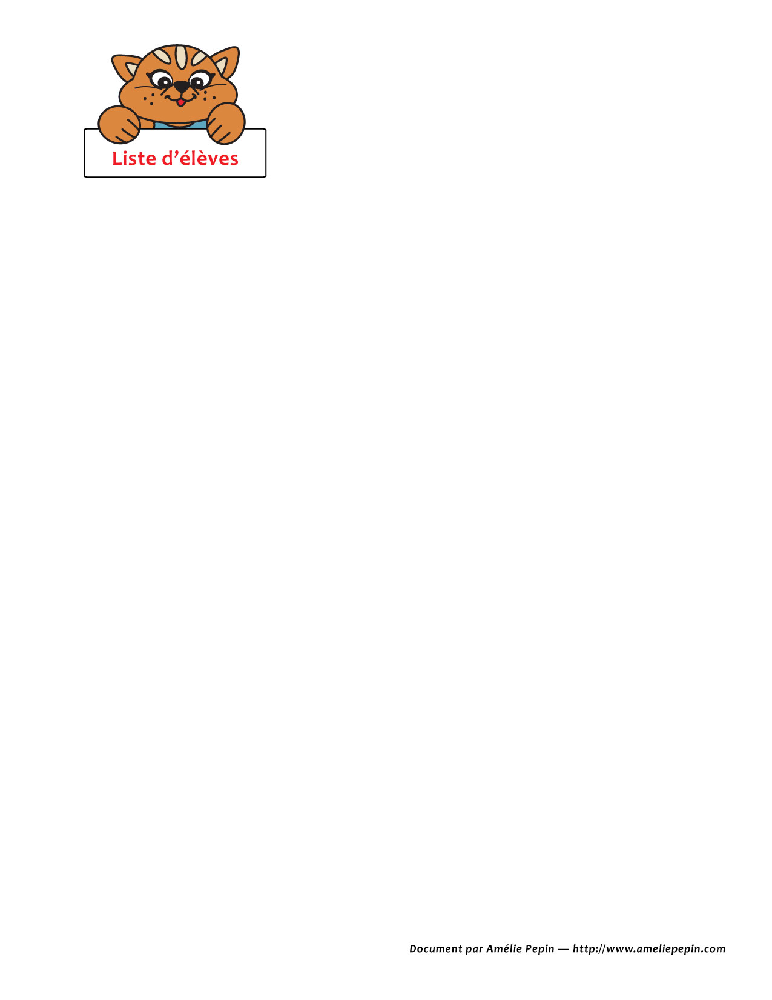 Liste d’élèves
Document par Amélie Pepin — http://www.ameliepepin.com